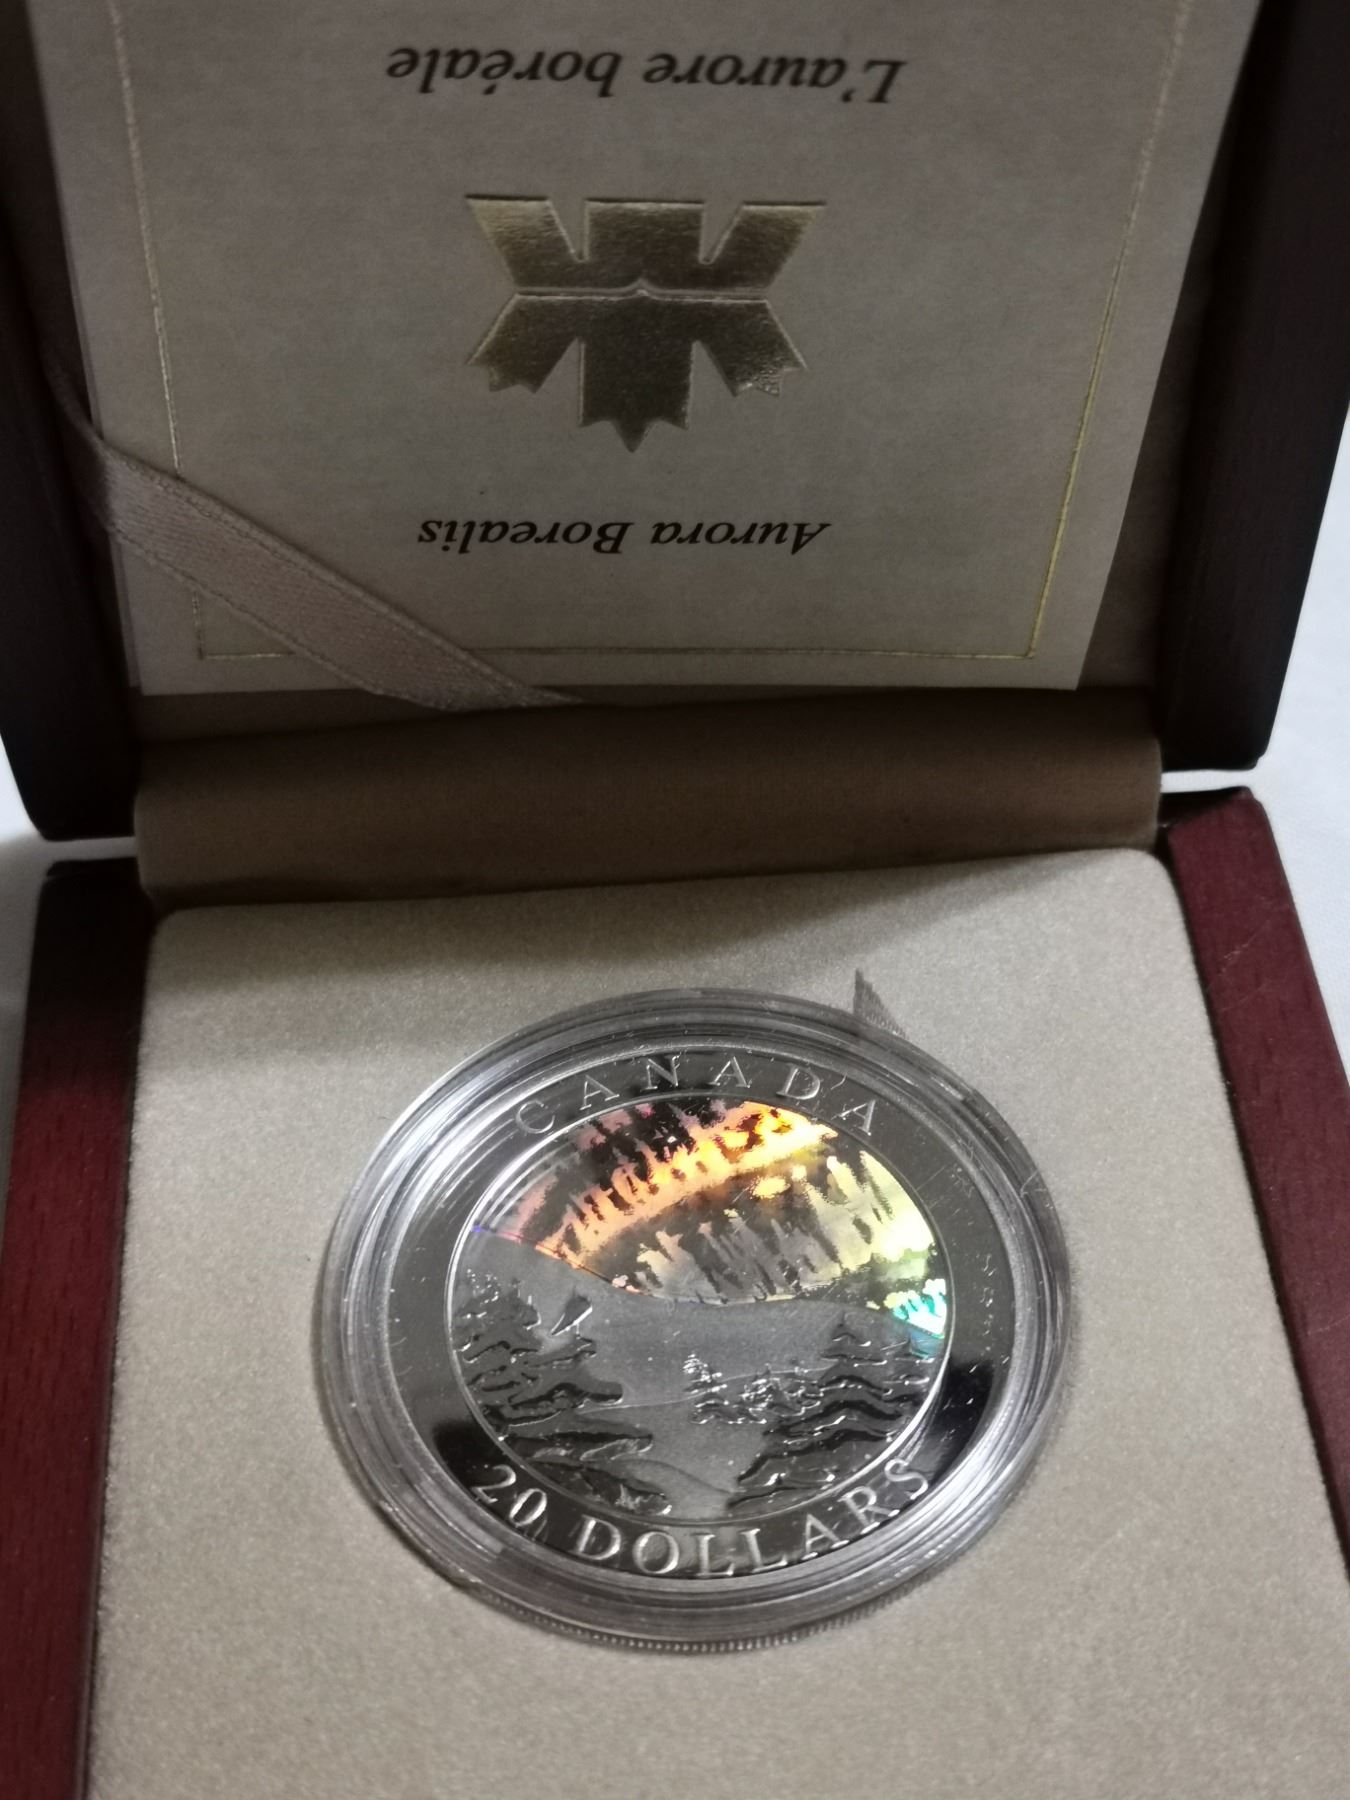 L'aurore boréale
Aurora Borealis
CANADA
20 DOLLARS